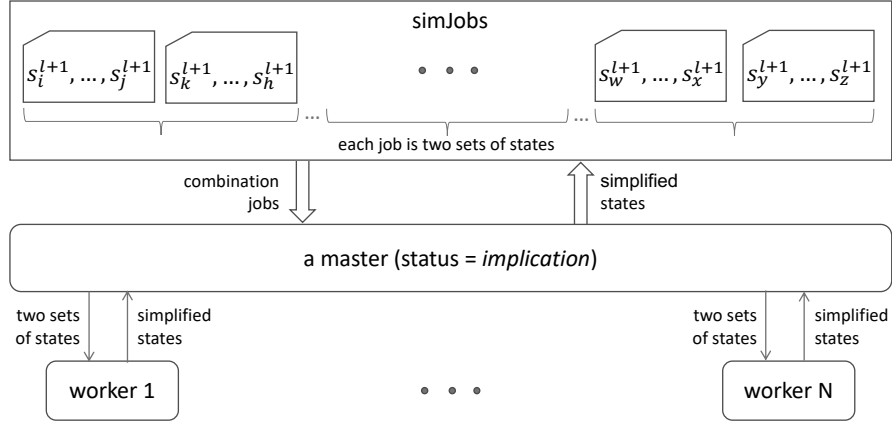 simJobs
s_i^{l+1}, ..., s_j^{l+1}
s_k^{l+1}, ..., s_h^{l+1}
s_w^{l+1}, ..., s_x^{l+1}
s_y^{l+1}, ..., s_z^{l+1}
... ...
each job is two sets of states
combination
jobs
simplified
states
a master (status = implication)
two sets
of states
simplified
states
two sets
of states
simplified
states
worker 1
worker N